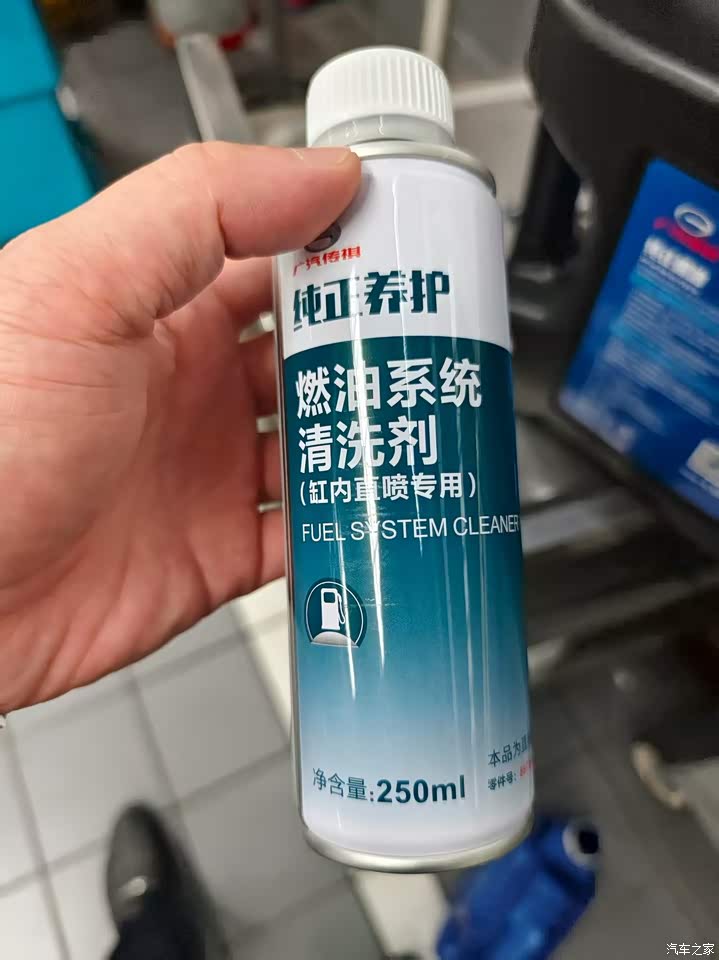 广汽传祺
纯正养护
燃油系统
清洗剂
(缸内直喷专用)
FUEL SYSTEM CLEANER
净含量:250ml
本品为
零件号:
汽车之家